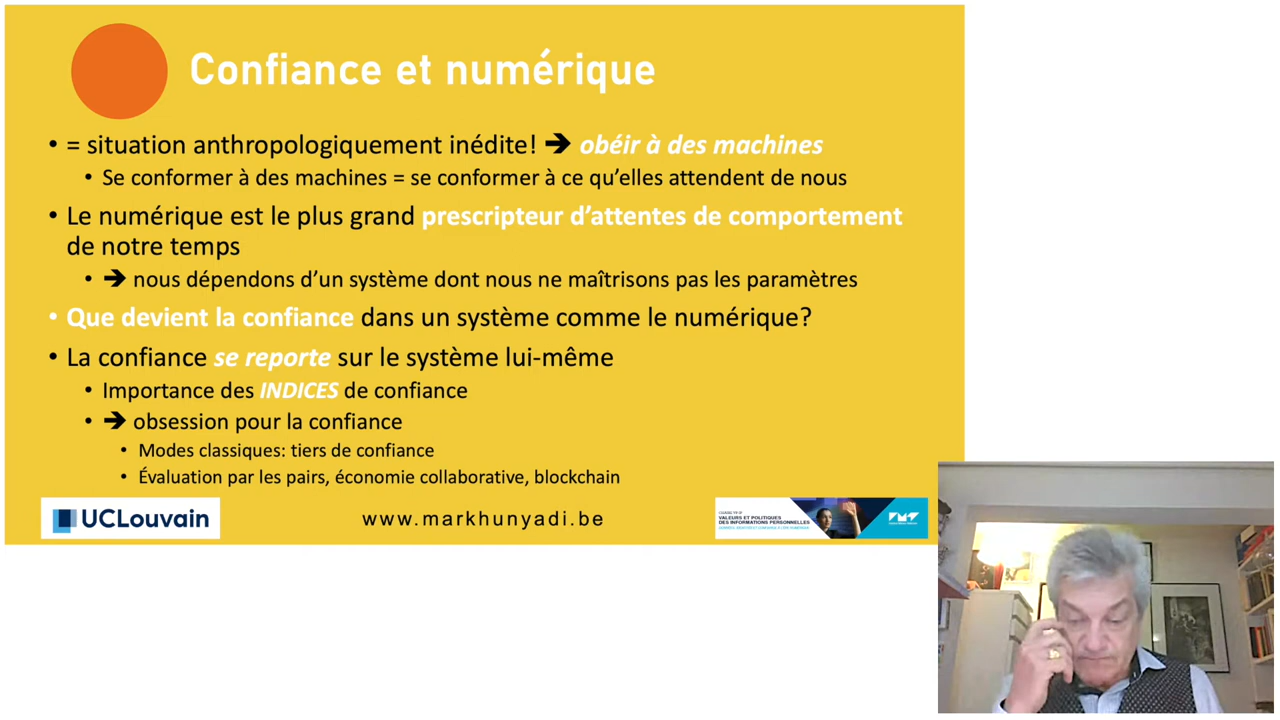 Confiance et numérique
• = situation anthropologiquement inédite! ➔ obéir à des machines
• Se conformer à des machines = se conformer à ce qu'elles attendent de nous
• Le numérique est le plus grand prescripteur d'attentes de comportement
de notre temps
• ➔ nous dépendons d'un système dont nous ne maîtrisons pas les paramètres
• Que devient la confiance dans un système comme le numérique?
• La confiance se reporte sur le système lui-même
• Importance des INDICES de confiance
• ➔ obsession pour la confiance
• Modes classiques: tiers de confiance
• Évaluation par les pairs, économie collaborative, blockchain
UCLouvain
www.markhunyadi.be
VALEURS ET POLITIQUES
DES INFORMATIONS PERSONNELLES